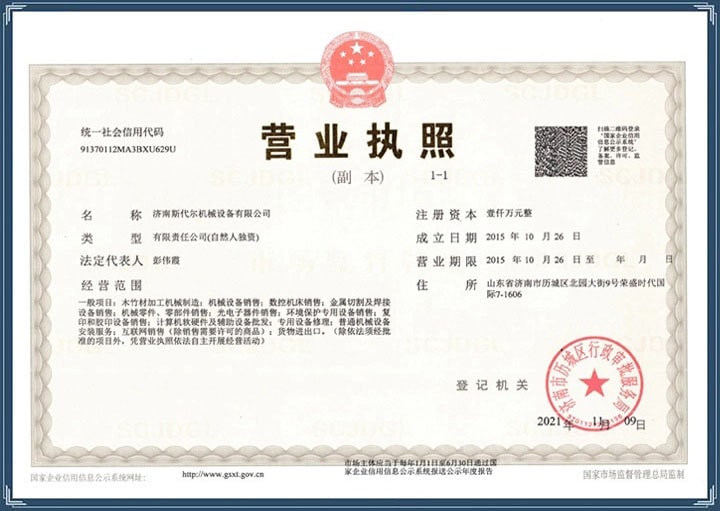 统一社会信用代码
91370112MA3BXU629U
营业执照
(副 本) 1-1
扫描二维码登录
“国家企业信用
信息公示系统”
了解更多登记、
备案、许可、监
管信息
名 称 济南斯代尔机械设备有限公司
类 型 有限责任公司(自然人独资)
法定代表人 彭伟霞
经营范围
一般项目：木竹材加工机械制造；机械设备销售；数控机床销售；金属切割及焊接
设备销售；机械零件、零部件销售；光电子器件销售；环境保护专用设备销售；复
印和胶印设备销售；计算机软硬件及辅助设备批发；专用设备修理；普通机械设备
安装服务；互联网销售（除销售需要许可的商品）；货物进出口。（除依法须经批
准的项目外，凭营业执照依法自主开展经营活动）
注册资本 壹仟万元整
成立日期 2015 年 10 月 26 日
营业期限 2015 年 10 月 26 日 至 年 月 日
住 所 山东省济南市历城区北园大街9号荣盛时代国
际7-1606
登记机关
济南市历城区行政审批服务局
2021年 11月 09日
国家企业信用信息公示系统网址:
http://www.gsxt.gov.cn
市场主体应当于每年1月1日至6月30日通过国
家企业信用信息公示系统报送公示年度报告
国家市场监督管理总局监制